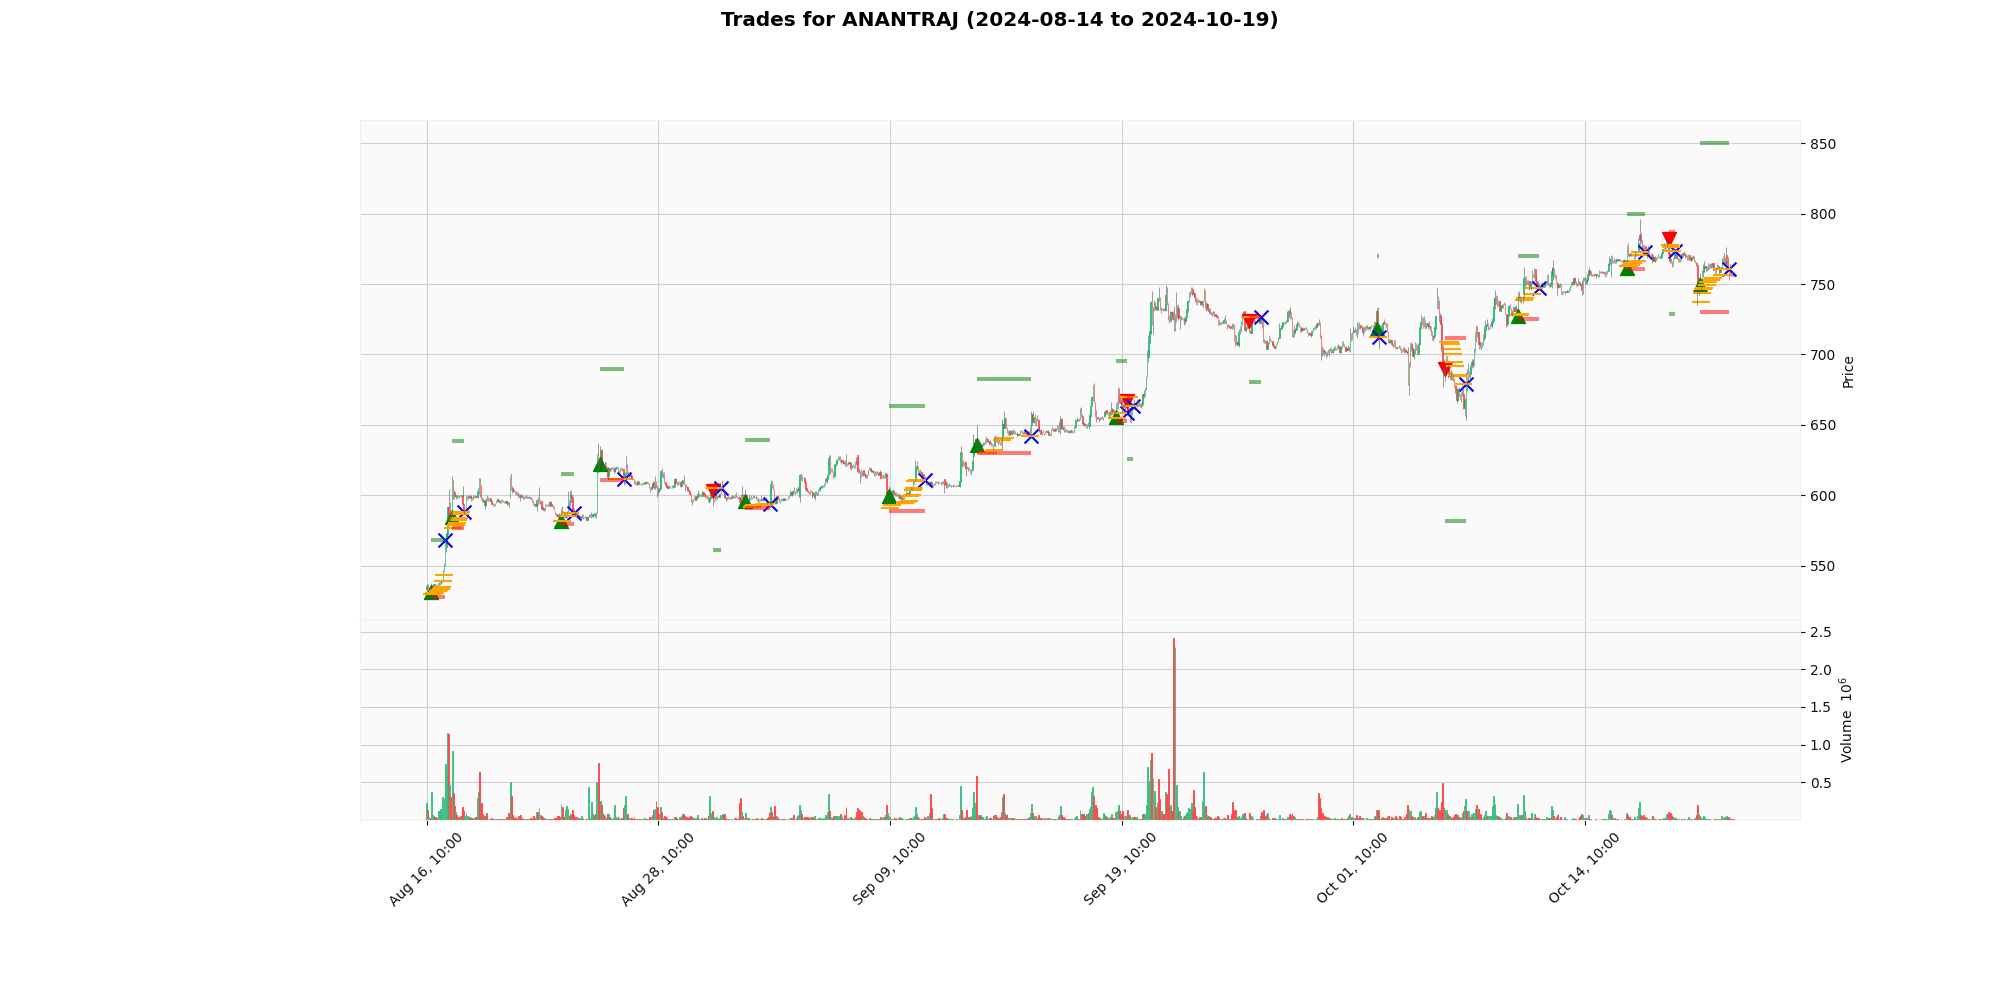 Trades for ANANTRAJ (2024-08-14 to 2024-10-19)
850
800
750
700
650
600
550
Price
2.5
2.0
1.5
1.0
0.5
Volume 10⁶
Aug 16, 10:00
Aug 28, 10:00
Sep 09, 10:00
Sep 19, 10:00
Oct 01, 10:00
Oct 14, 10:00